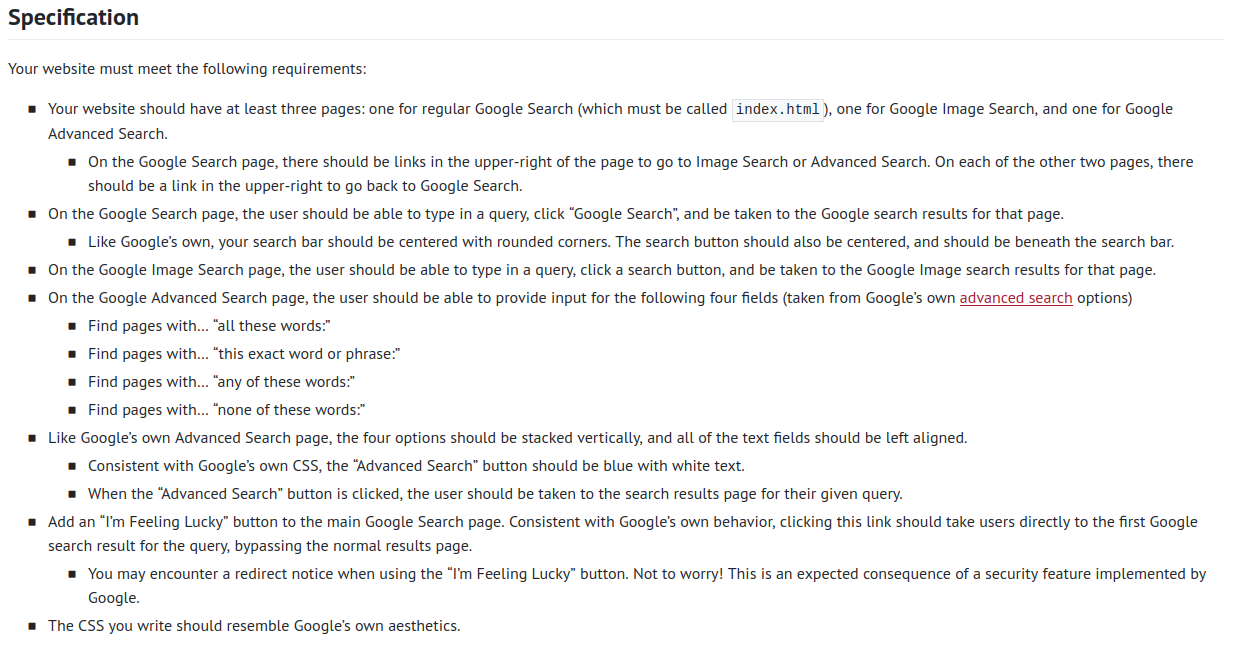 Specification
Your website must meet the following requirements:
Your website should have at least three pages: one for regular Google Search (which must be called index.html), one for Google Image Search, and one for Google
Advanced Search.
On the Google Search page, there should be links in the upper-right of the page to go to Image Search or Advanced Search. On each of the other two pages, there
should be a link in the upper-right to go back to Google Search.
On the Google Search page, the user should be able to type in a query, click “Google Search”, and be taken to the Google search results for that page.
Like Google’s own, your search bar should be centered with rounded corners. The search button should also be centered, and should be beneath the search bar.
On the Google Image Search page, the user should be able to type in a query, click a search button, and be taken to the Google Image search results for that page.
On the Google Advanced Search page, the user should be able to provide input for the following four fields (taken from Google’s own advanced search options)
Find pages with… “all these words:”
Find pages with… “this exact word or phrase:”
Find pages with… “any of these words:”
Find pages with… “none of these words:”
Like Google’s own Advanced Search page, the four options should be stacked vertically, and all of the text fields should be left aligned.
Consistent with Google’s own CSS, the “Advanced Search” button should be blue with white text.
When the “Advanced Search” button is clicked, the user should be taken to the search results page for their given query.
Add an “I’m Feeling Lucky” button to the main Google Search page. Consistent with Google’s own behavior, clicking this link should take users directly to the first Google
search result for the query, bypassing the normal results page.
You may encounter a redirect notice when using the “I’m Feeling Lucky” button. Not to worry! This is an expected consequence of a security feature implemented by
Google.
The CSS you write should resemble Google’s own aesthetics.